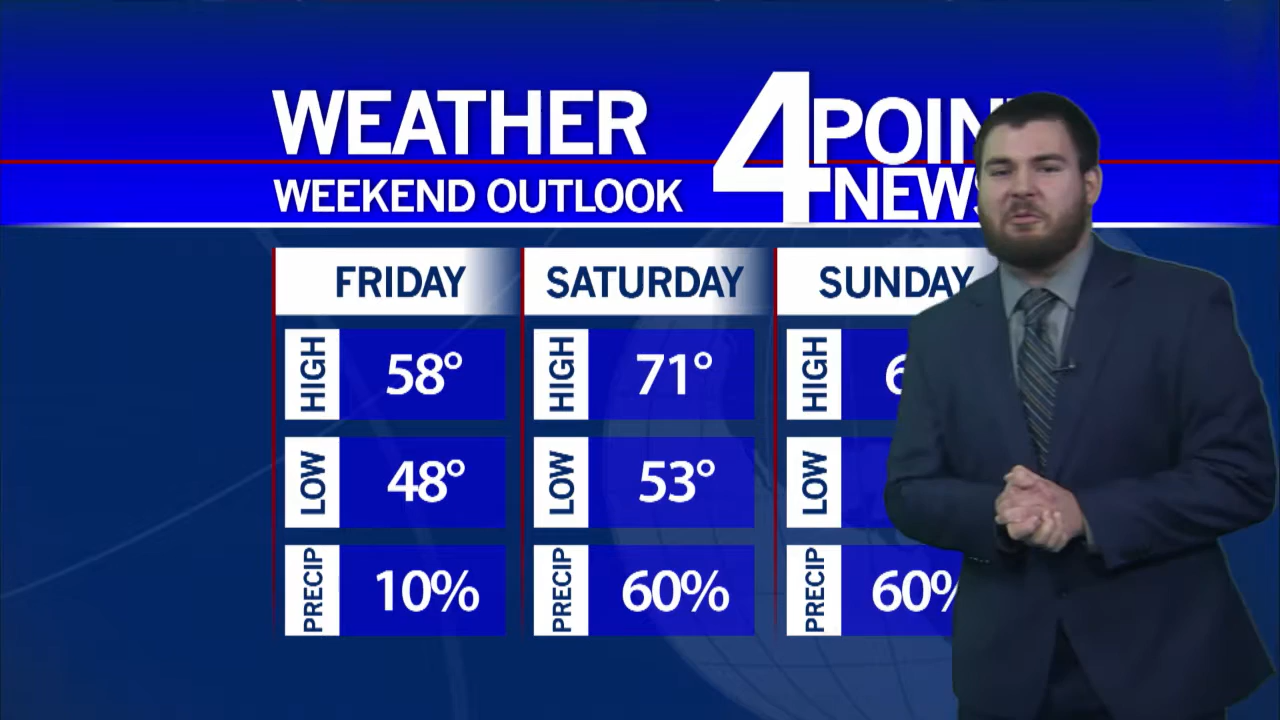 WEATHER
WEEKEND OUTLOOK
4
NEWS
FRIDAY
SATURDAY
SUNDAY
HIGH
58°
HIGH
71°
HIGH
LOW
48°
LOW
53°
LOW
PRECIP
10%
PRECIP
60%
PRECIP
60%